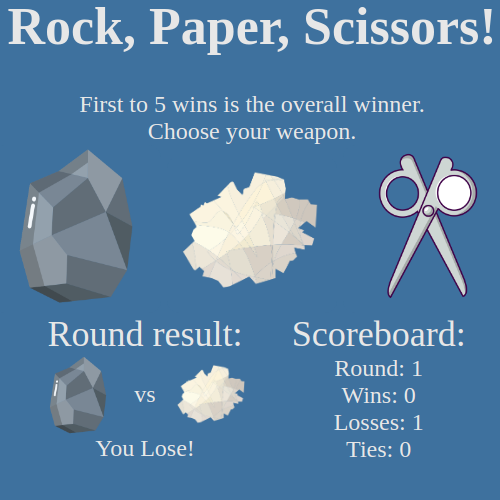 Rock, Paper, Scissors!
First to 5 wins is the overall winner.
Choose your weapon.
Round result:
vs
You Lose!
Scoreboard:
Round: 1
Wins: 0
Losses: 1
Ties: 0